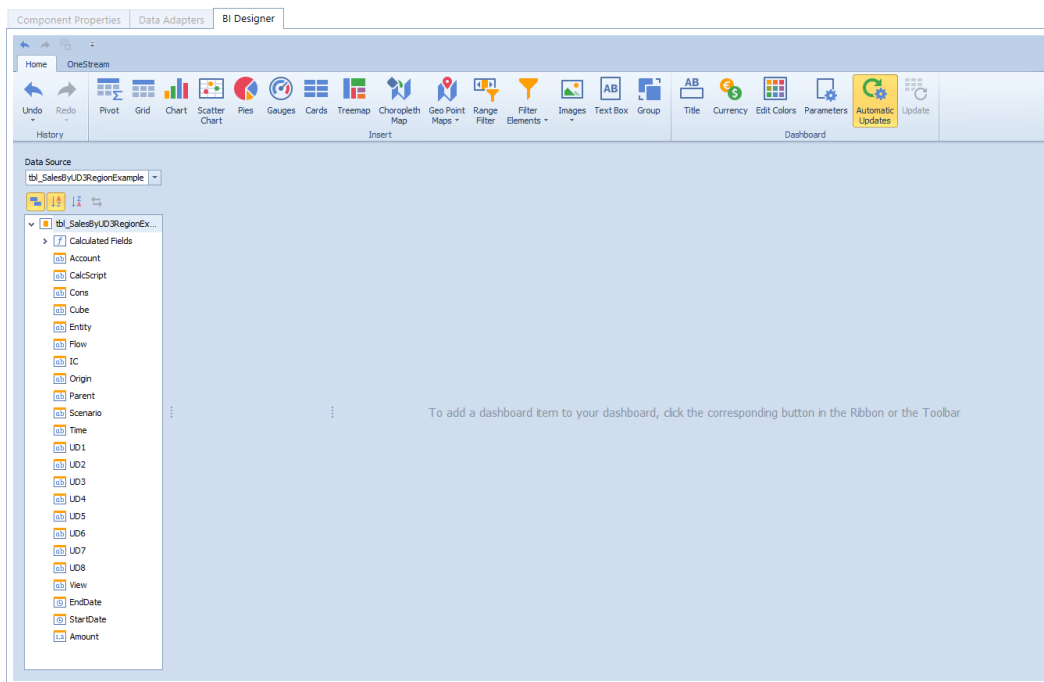 Component Properties Data Adapters BI Designer
Home OneStream
Undo Redo Pivot Grid Chart Scatter Chart Pies Gauges Cards Treemap Choropleth Map Geo Point Maps Range Filter Filter Elements Images Text Box Group Title Currency Edit Colors Parameters Automatic Updates Update
History Insert Dashboard
Data Source
tbl_SalesByUD3RegionExample
tbl_SalesByUD3RegionEx...
Calculated Fields
Account
CalcScript
Cons
Cube
Entity
Flow
IC
Origin
Parent
Scenario
To add a dashboard item to your dashboard, click the corresponding button in the Ribbon or the Toolbar
Time
UD1
UD2
UD3
UD4
UD5
UD6
UD7
UD8
View
EndDate
StartDate
Amount